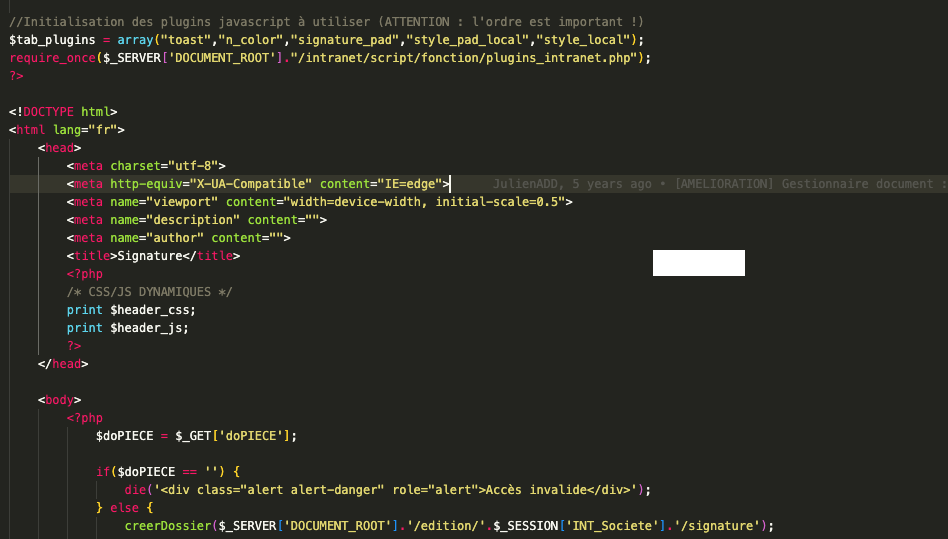 //Initialisation des plugins javascript à utiliser (ATTENTION : l'ordre est important !)
$tab_plugins = array("toast","n_color","signature_pad","style_pad_local","style_local");
require_once($_SERVER['DOCUMENT_ROOT']."/intranet/script/fonction/plugins_intranet.php");
?>
<!DOCTYPE html>
<html lang="fr">
<head>
<meta charset="utf-8">
<meta http-equiv="X-UA-Compatible" content="IE=edge"> JulienADD, 5 years ago • [AMELIORATION] Gestionnaire document :
<meta name="viewport" content="width=device-width, initial-scale=0.5">
<meta name="description" content="">
<meta name="author" content="">
<title>Signature</title>
<?php
/* CSS/JS DYNAMIQUES */
print $header_css;
print $header_js;
?>
</head>
<body>
<?php
$doPIECE = $_GET['doPIECE'];
if($doPIECE == '') {
die('<div class="alert alert-danger" role="alert">Accès invalide</div>');
} else {
creerDossier($_SERVER['DOCUMENT_ROOT'].'/edition/'.$_SESSION['INT_Societe'].'/signature');